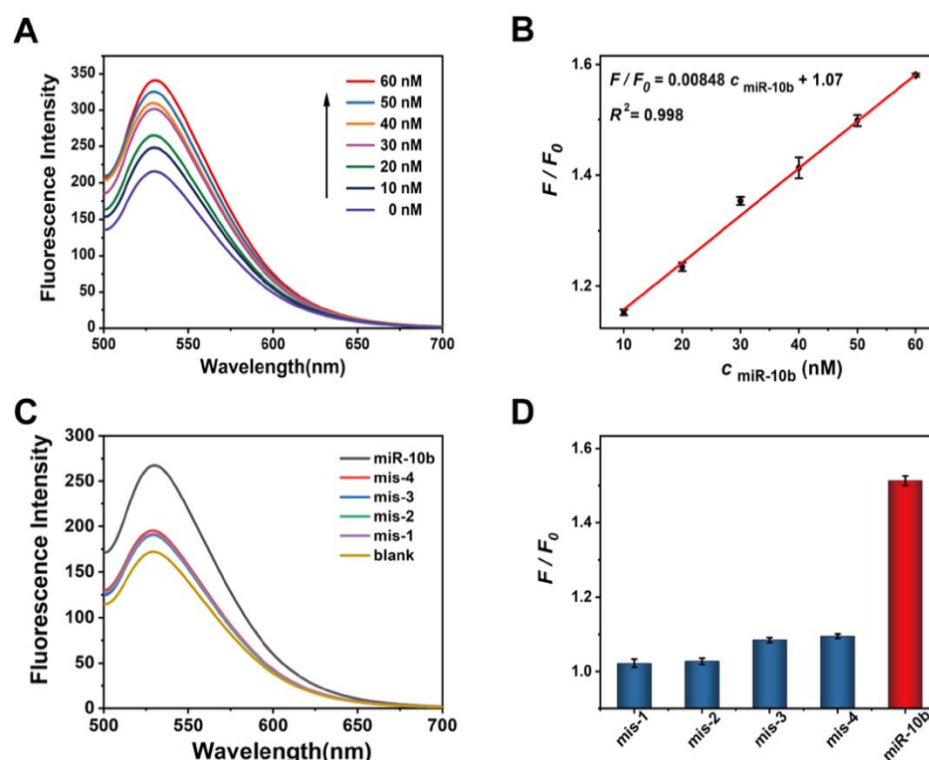 A
Fluorescence Intensity
350
300
250
200
150
100
50
0
60 nM
50 nM
40 nM
30 nM
20 nM
10 nM
0 nM
500 550 600 650 700
Wavelength(nm)
B
F / F0
1.6
1.4
1.2
F / F0 = 0.00848 c miR-10b + 1.07
R2 = 0.998
10 20 30 40 50 60
c miR-10b (nM)
C
Fluorescence Intensity
300
250
200
150
100
50
0
miR-10b
mis-4
mis-3
mis-2
mis-1
blank
500 550 600 650 700
Wavelength(nm)
D
F / F0
1.6
1.4
1.2
1.0
mis-1 mis-2 mis-3 mis-4 miR-10b